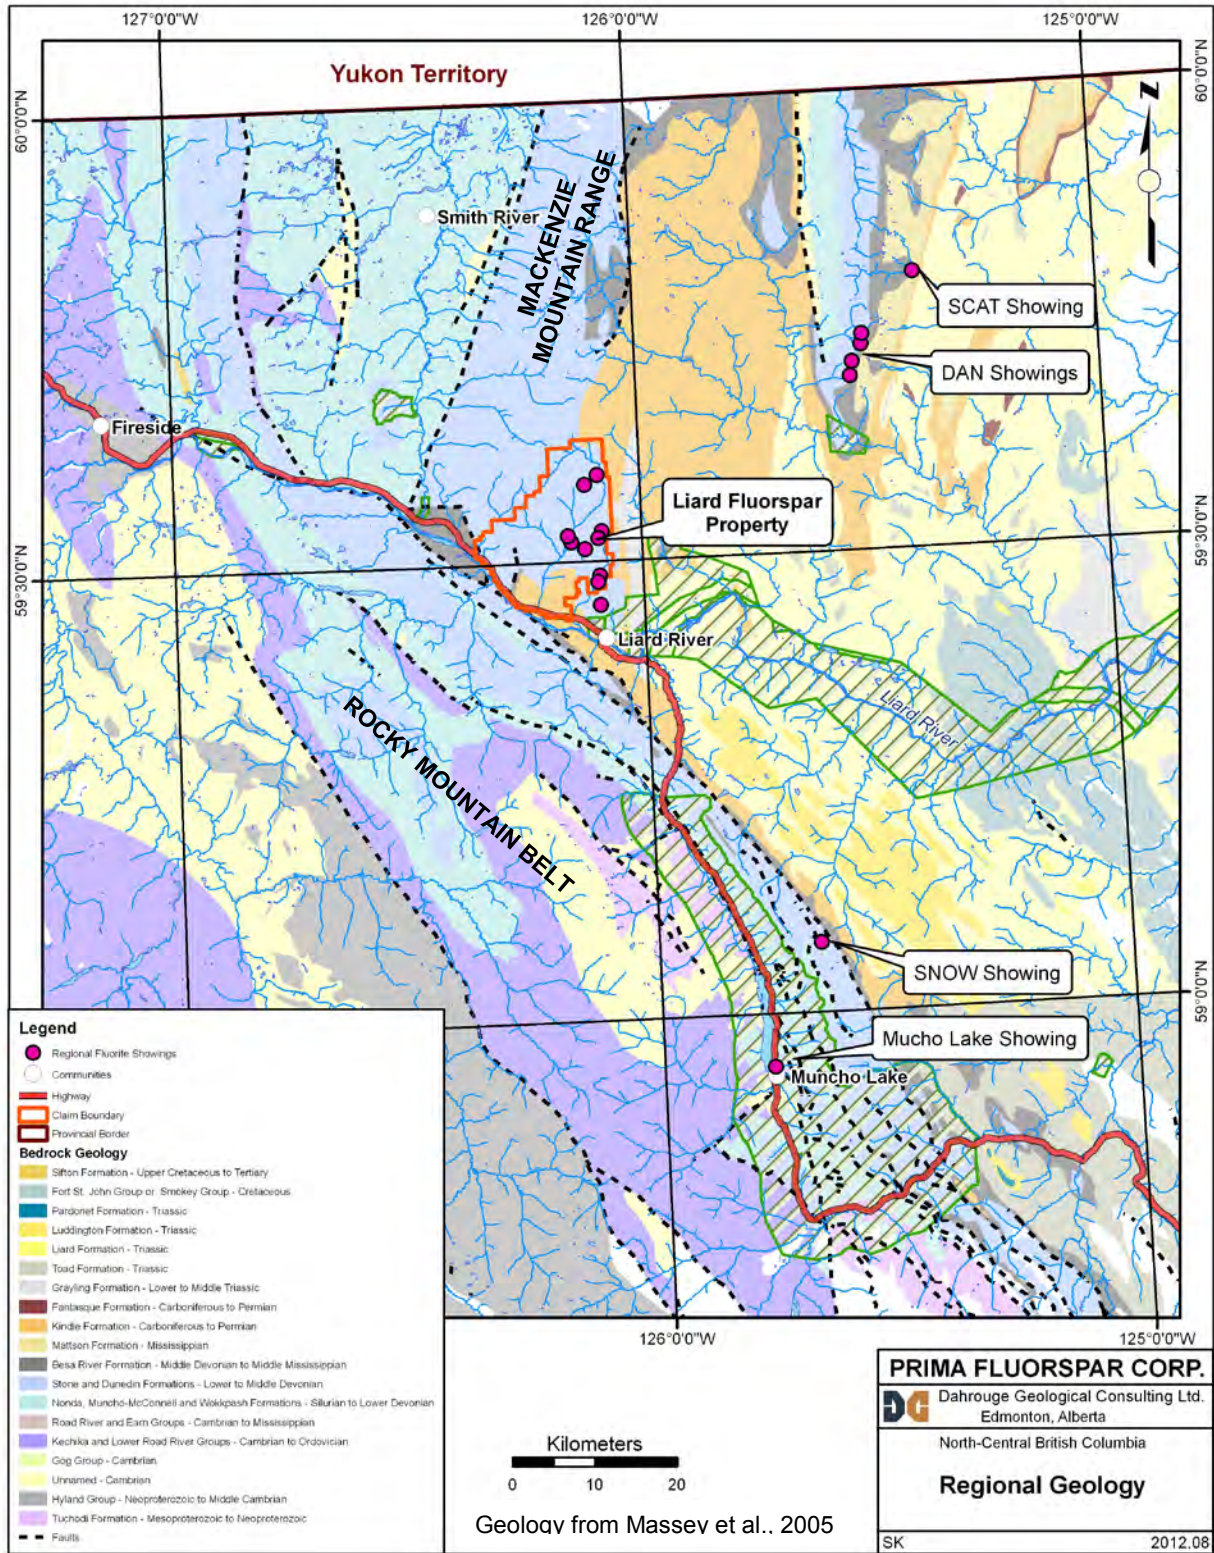 127°0'0"W
126°0'0"W
125°0'0"W
60°0'0"N
60°0'0"N
Yukon Territory
N
Smith River
MACKENZIE
MOUNTAIN RANGE
SCAT Showing
DAN Showings
Fireside
Liard Fluorspar
Property
59°30'0"N
59°30'0"N
Liard River
Liard River
ROCKY MOUNTAIN BELT
SNOW Showing
59°0'0"N
Mucho Lake Showing
Muncho Lake
Legend
Regional Fluorite Showings
Communities
Highway
Claim Boundary
Provincial Border
Bedrock Geology
Sifton Formation - Upper Cretaceous to Tertiary
Fort St. John Group or Smokey Group - Cretaceous
Pardonet Formation - Triassic
Luddington Formation - Triassic
Liard Formation - Triassic
Toad Formation - Triassic
Grayling Formation - Lower to Middle Triassic
Fantasque Formation - Carboniferous to Permian
Kindle Formation - Carboniferous to Permian
Mattson Formation - Mississippian
Besa River Formation - Middle Devonian to Middle Mississippian
Stone and Dunedin Formations - Lower to Middle Devonian
Nonda, Muncho-McConnell and Wokkpash Formations - Silurian to Lower Devonian
Road River and Earn Groups - Cambrian to Mississippian
Kechika and Lower Road River Groups - Cambrian to Ordovician
Gog Group - Cambrian
Unnamed - Cambrian
Hyland Group - Neoproterozoic to Middle Cambrian
Tuchodi Formation - Mesoproterozoic to Neoproterozoic
Faults
126°0'0"W
125°0'0"W
Kilometers
0 5 10 20
Geology from Massey et al., 2005
PRIMA FLUORSPAR CORP.
DG
Dahrouge Geological Consulting Ltd.
Edmonton, Alberta
North-Central British Columbia
Regional Geology
SK 2012.08